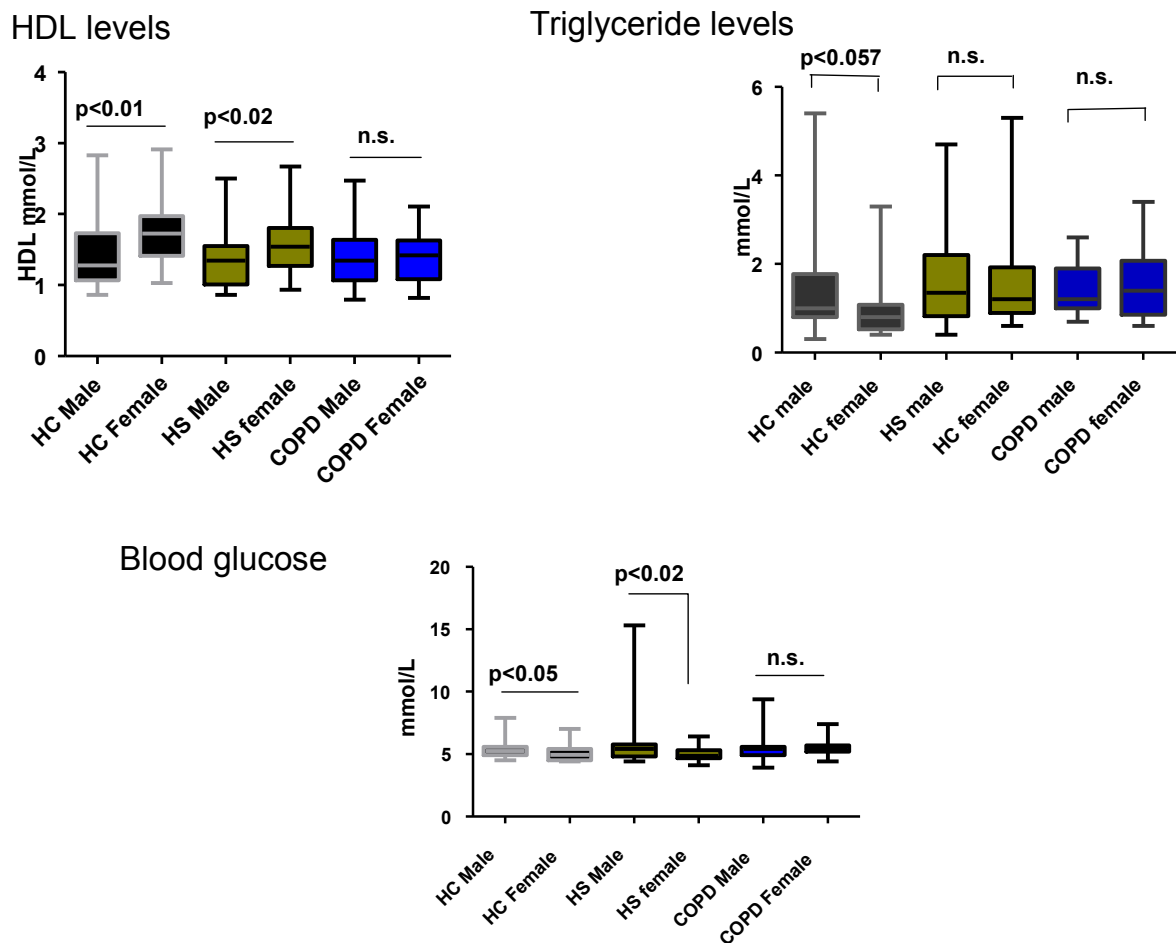 HDL levels
p<0.01
p<0.02
n.s.
HDL mmol/L
4
3
2
1
0
HC Male
HC Female
HS Male
HS female
COPD Male
COPD Female
Triglyceride levels
p<0.057
n.s.
n.s.
mmol/L
6
4
2
0
HC male
HC female
HS male
HC female
COPD male
COPD female
Blood glucose
p<0.02
p<0.05
n.s.
mmol/L
20
15
10
5
0
HC Male
HC Female
HS Male
HS female
COPD Male
COPD Female